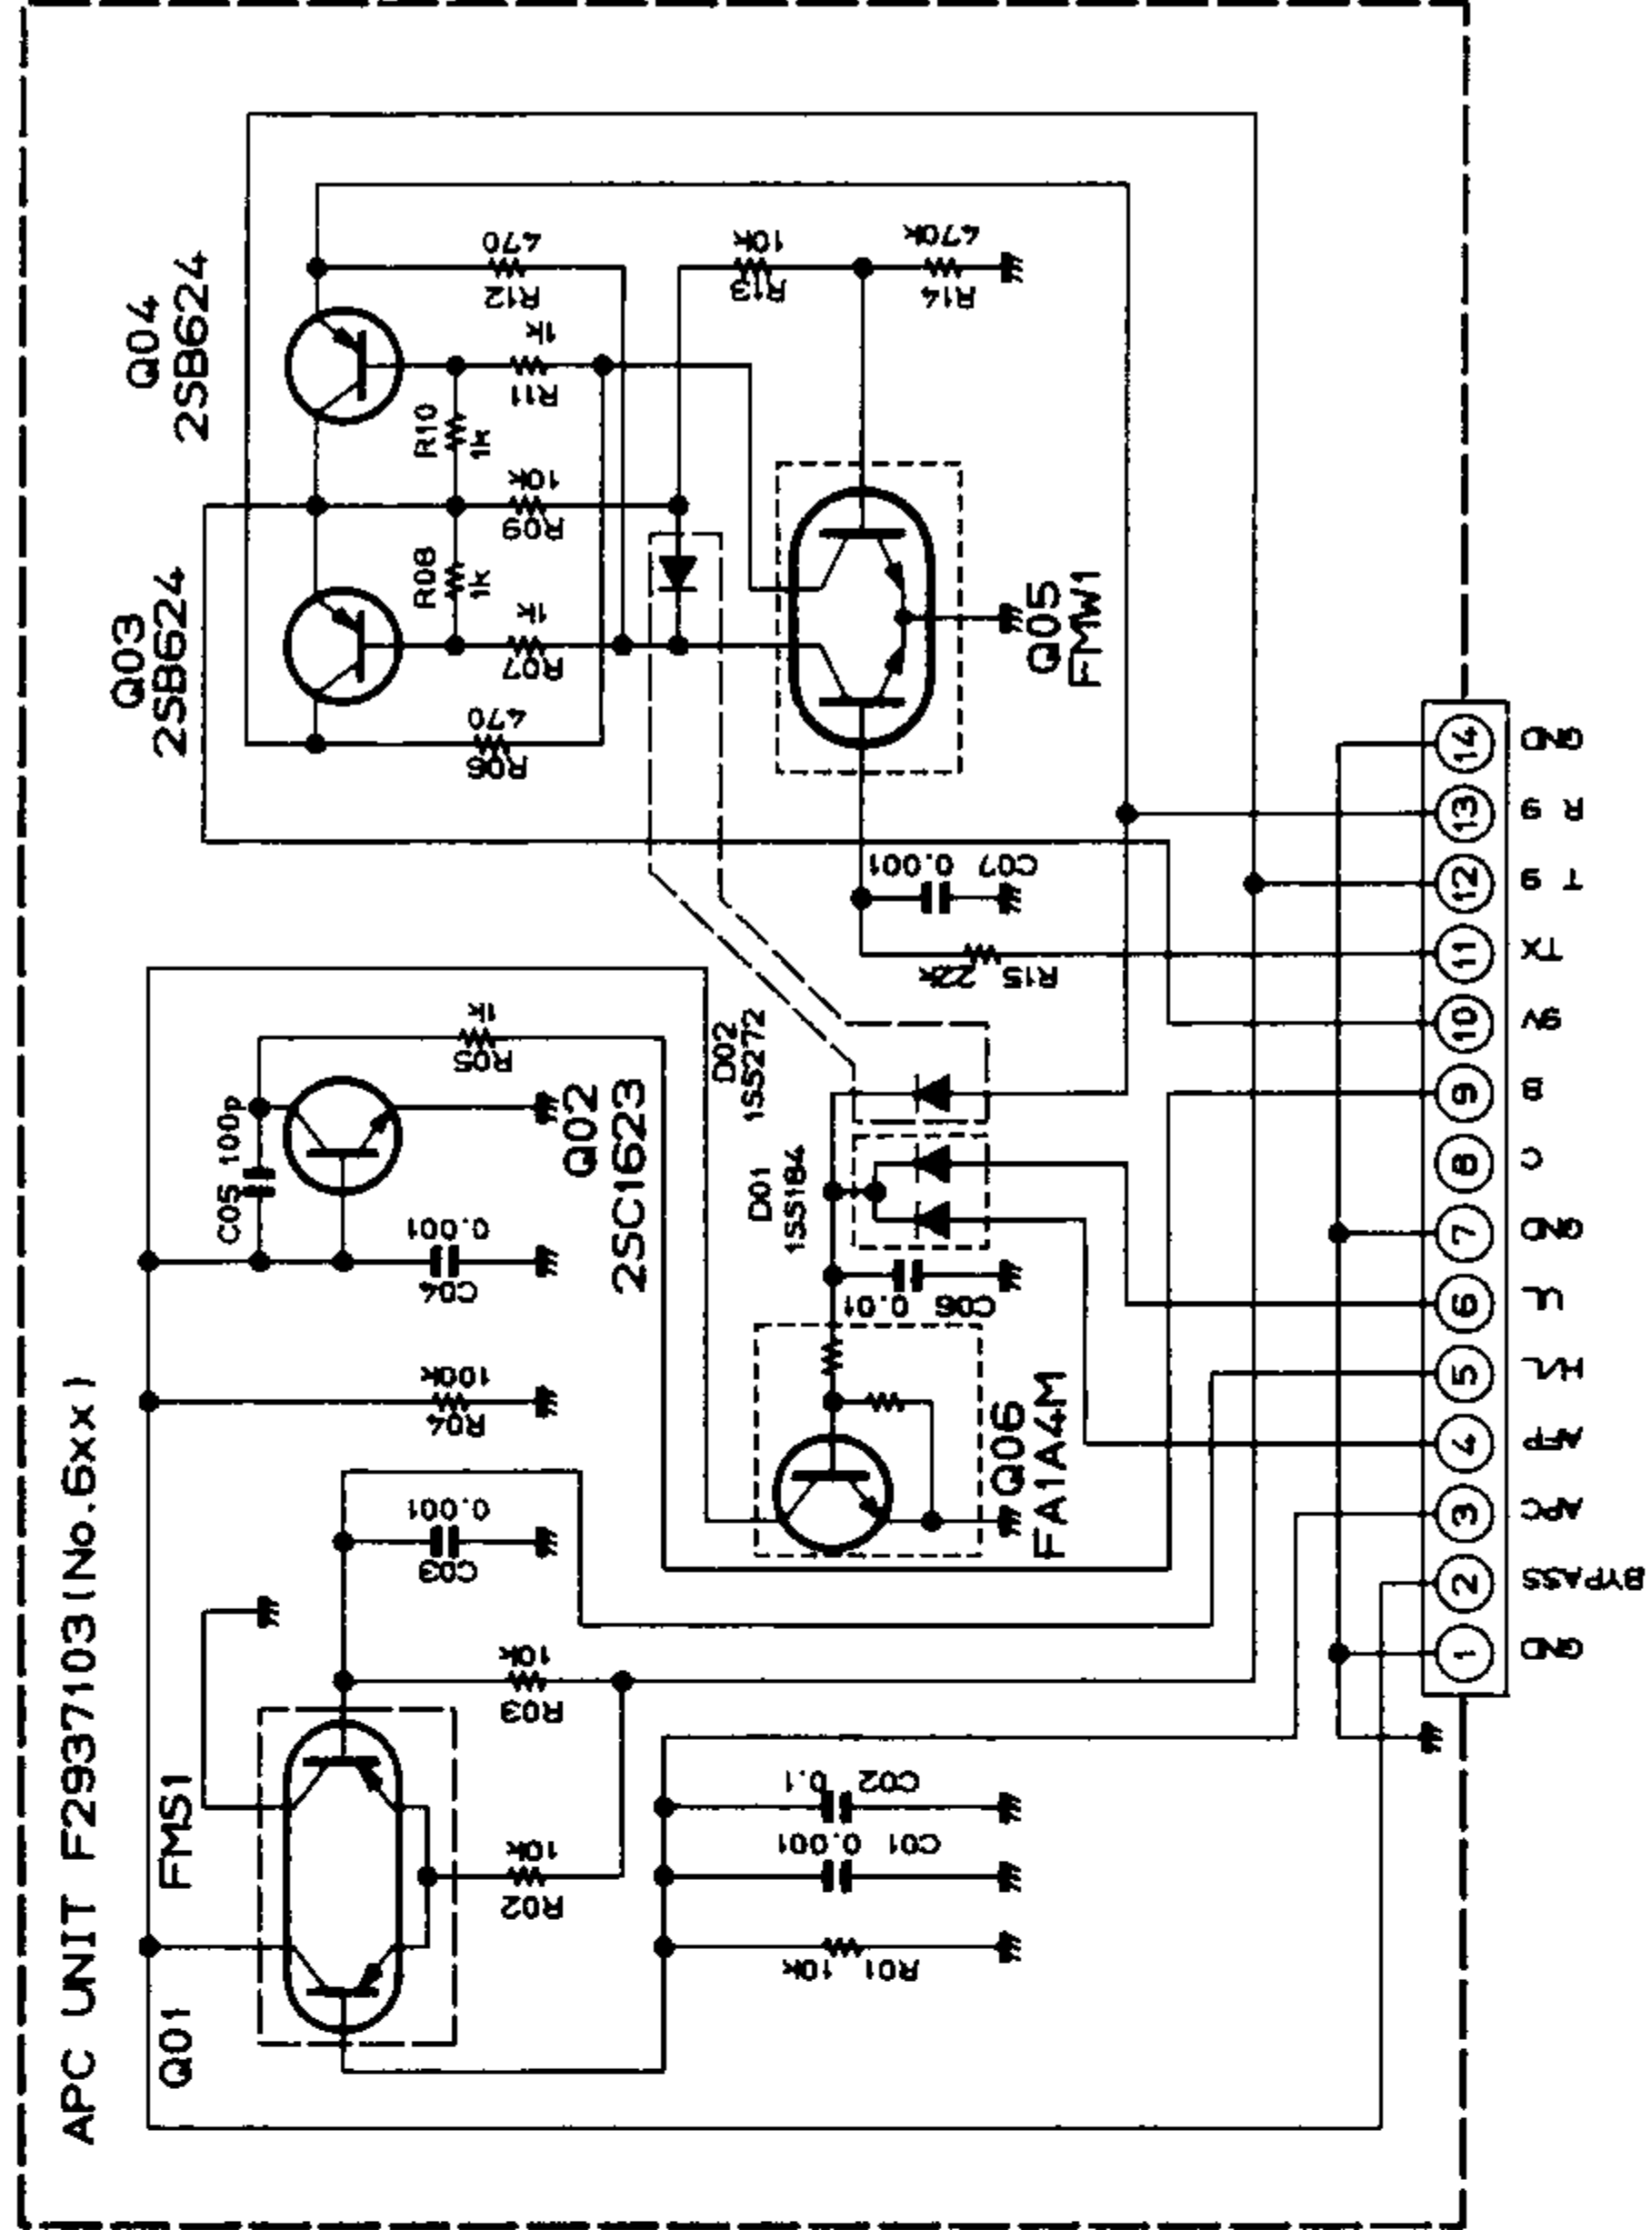 APC UNIT F2937103(No.6xx)
Q01
FMS1
Q04
2SB624
Q03
2SB624
470
R12
1k
R11
R10
1k
10k
R09
R08
1k
1k
R07
470
R06
10k
R13
470k
R14
Q05
FMW1
C07 0.001
R15 22k
D02
1SS272
D01
1SS184
1k
R05
C05 100p
Q02
2SC1623
0.001
C04
100k
R04
C06 0.01
Q06
FA1A4M
0.001
C03
10k
R03
10k
R02
C02 0.1
C01 0.001
R01 10k
14 GND
13 R 9
12 T 9
11 TX
10 9V
9 B
8 C
7 GND
6 UL
5 H/L
4 AFP
3 APC
2 BYPASS
1 GND